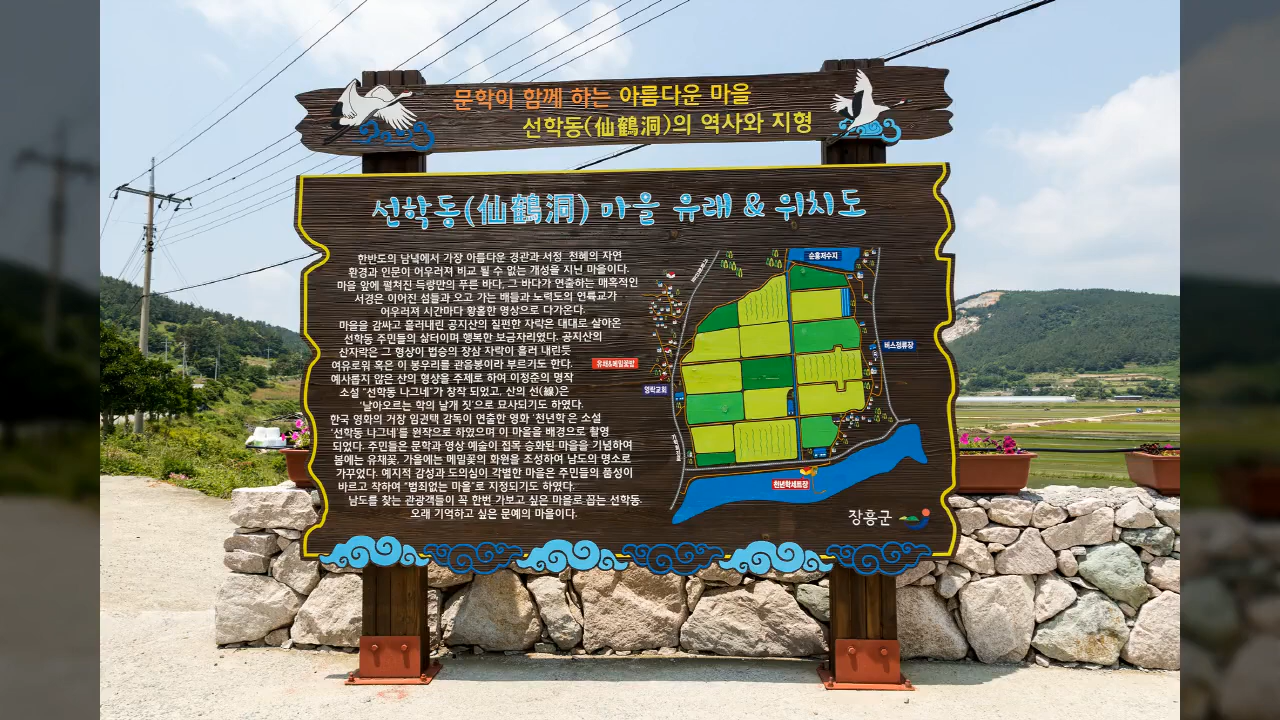 문학이 함께 하는 아름다운 마을
선학동(仙鶴洞)의 역사와 지형
선학동(仙鶴洞) 마을 유래 & 위치도
한반도의 남녘에서 가장 아름다운 경관과 서정 천혜의 자연
환경과 인문이 어우러져 비교 될 수 없는 개성을 지닌 마을이다.
마을 앞에 펼쳐진 득량만의 푸른 바다, 그 바다가 연출하는 매혹적인
서경은 이어진 섬들과 오고 가는 배들과 노력도의 연륙교가
어우러져 시간마다 황홀한 영상으로 다가온다.
마을을 감싸고 흘러내린 공지산의 질편한 자락은 대대로 살아온
선학동 주민들의 삶터이며 행복한 보금자리였다. 공지산의
산자락은 그 형상이 법승의 장삼 자락이 흘러 내린듯
여유로워 혹은 이 봉우리를 관음봉이라 부르기도 한다.
예사롭지 않은 산의 형상을 주제로 하여 이청준의 명작
소설 "선학동 나그네"가 창작 되었고, 산의 선(線)은
'날아오르는 학의 날개 짓'으로 묘사되기도 하였다.
한국 영화의 거장 임권택 감독이 연출한 영화 '천년학'은 소설
'선학동 나그네'를 원작으로 하였으며 이 마을을 배경으로 촬영
되었다. 주민들은 문학과 영상 예술이 접목 승화된 마을을 기념하여
봄에는 유채꽃, 가을에는 메밀꽃의 화원을 조성하여 남도의 명소로
가꾸었다. 예지적 감성과 도의심이 각별한 마을은 주민들의 품성이
바르고 착하여 "범죄없는 마을"로 지정되기도 하였다.
남도를 찾는 관광객들이 꼭 한번 가보고 싶은 마을로 꼽는 선학동.
오래 기억하고 싶은 문예의 마을이다.
순흥저수지
버스정류장
유채&메밀꽃밭
영락교회
천년학세트장
장흥군